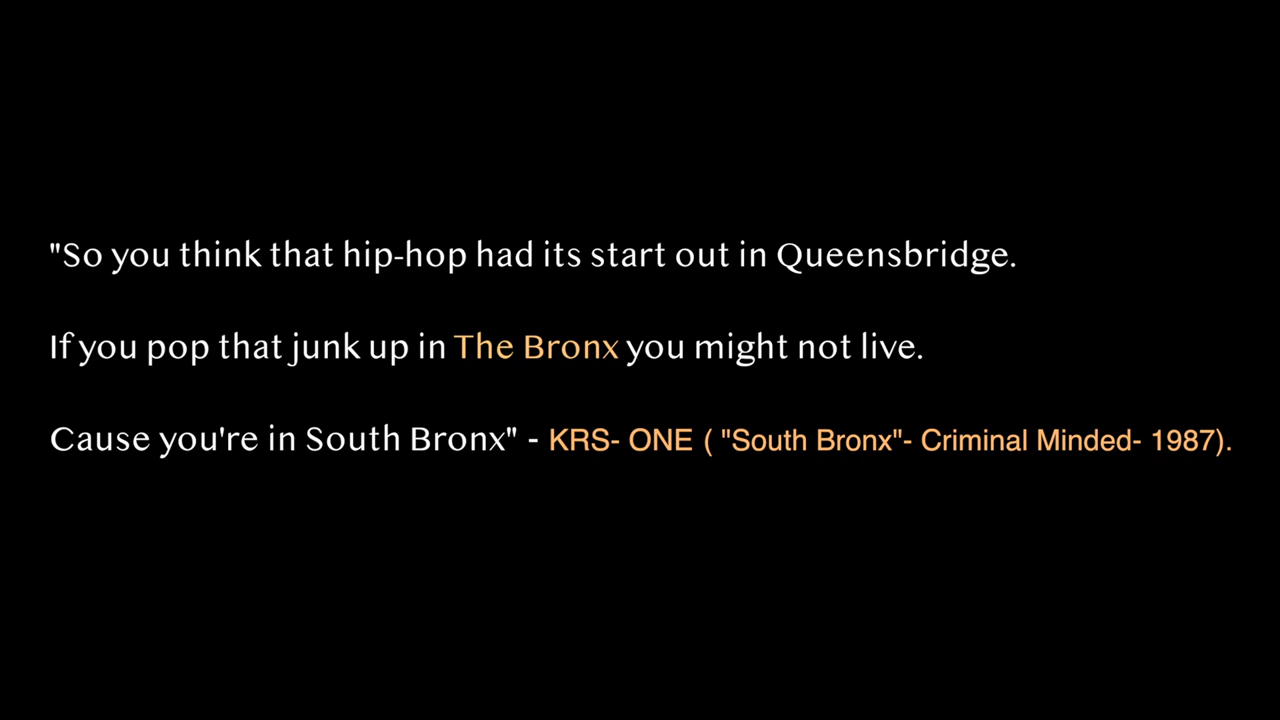 "So you think that hip-hop had its start out in Queensbridge.
If you pop that junk up in The Bronx you might not live.
Cause you're in South Bronx" - KRS- ONE ( "South Bronx"- Criminal Minded- 1987).